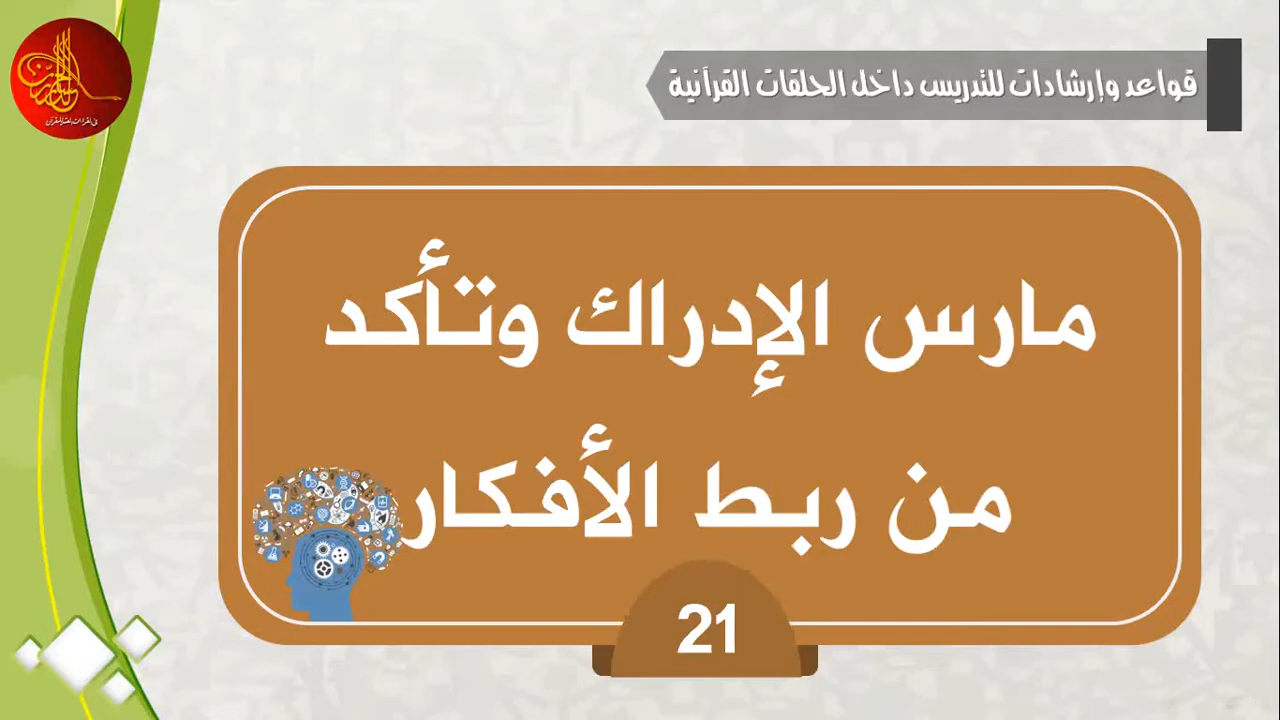 قواعد وإرشادات للتدريس داخل الحلقات القرآنية
مارس الإدراك وتأكد
من ربط الأفكار
21